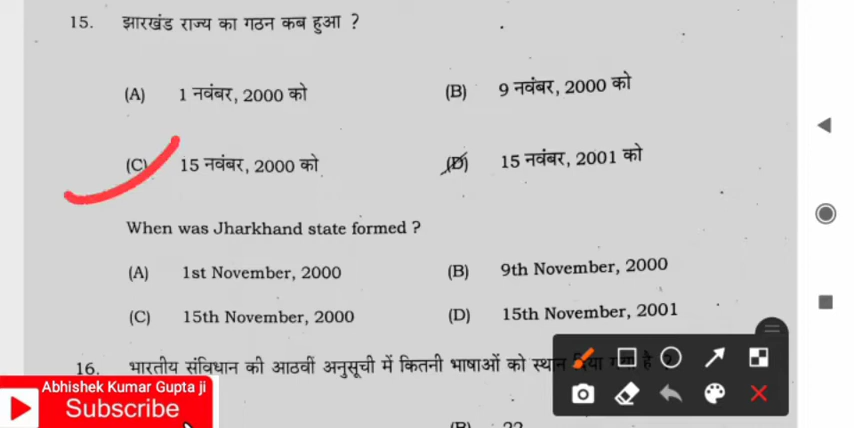 15. झारखंड राज्य का गठन कब हुआ ?
(A) 1 नवंबर, 2000 को (B) 9 नवंबर, 2000 को
(C) 15 नवंबर, 2000 को (D) 15 नवंबर, 2001 को
When was Jharkhand state formed ?
(A) 1st November, 2000 (B) 9th November, 2000
(C) 15th November, 2000 (D) 15th November, 2001
16. भारतीय संविधान की आठवीं अनुसूची में कितनी भाषाओं को स्थान दिया गया है ?
Abhishek Kumar Gupta ji
Subscribe
(B) 22